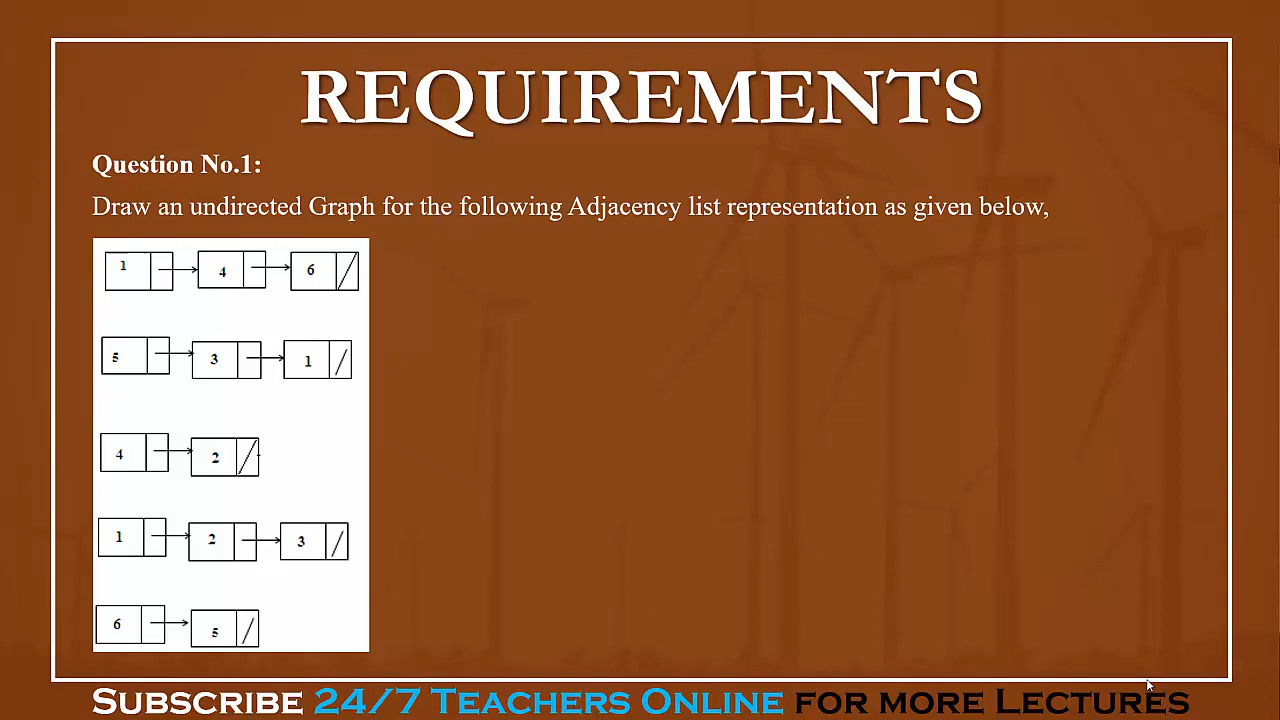 REQUIREMENTS
Question No.1:
Draw an undirected Graph for the following Adjacency list representation as given below,
1 4 6
5 3 1
4 2
1 2 3
6 5
SUBSCRIBE 24/7 TEACHERS ONLINE FOR MORE LECTURES